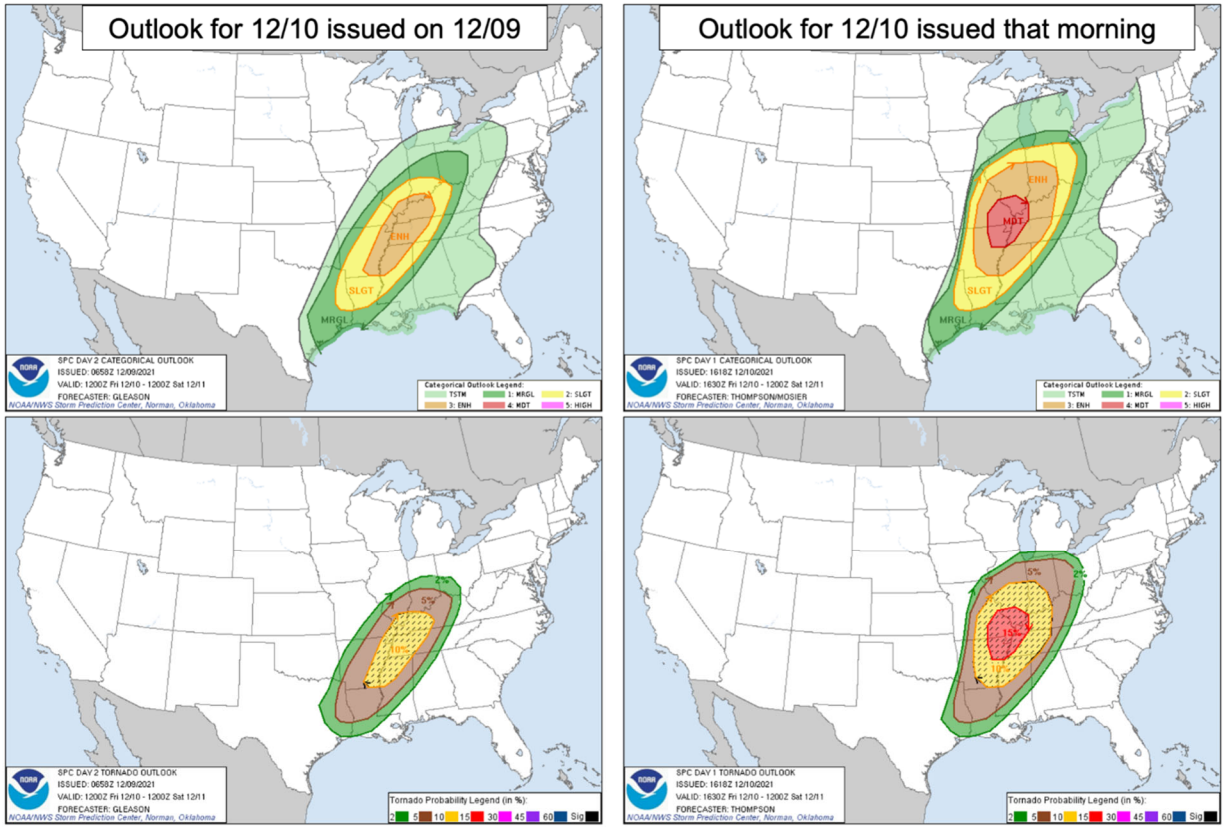 Outlook for 12/10 issued on 12/09
ENH
SLGT
MRGL
NOAA
SPC DAY 2 CATEGORICAL OUTLOOK
ISSUED: 0658Z 12/09/2021
VALID: 1200Z Fri 12/10 - 1200Z Sat 12/11
FORECASTER: GLEASON
NOAA/NWS Storm Prediction Center, Norman, Oklahoma
Categorical Outlook Legend:
TSTM 1: MRGL 2: SLGT
3: ENH 4: MDT 5: HIGH
Outlook for 12/10 issued that morning
ENH
MDT
SLGT
MRGL
NOAA
SPC DAY 1 CATEGORICAL OUTLOOK
ISSUED: 1618Z 12/10/2021
VALID: 1630Z Fri 12/10 - 1200Z Sat 12/11
FORECASTER: THOMPSON/MOSIER
NOAA/NWS Storm Prediction Center, Norman, Oklahoma
Categorical Outlook Legend:
TSTM 1: MRGL 2: SLGT
3: ENH 4: MDT 5: HIGH
2%
5%
10%
NOAA
SPC DAY 2 TORNADO OUTLOOK
ISSUED: 0658Z 12/09/2021
VALID: 1200Z Fri 12/10 - 1200Z Sat 12/11
FORECASTER: GLEASON
NOAA/NWS Storm Prediction Center, Norman, Oklahoma
Tornado Probability Legend (in %):
2 5 10 15 30 45 60 Sig
5%
2%
15%
10%
NOAA
SPC DAY 1 TORNADO OUTLOOK
ISSUED: 1618Z 12/10/2021
VALID: 1630Z Fri 12/10 - 1200Z Sat 12/11
FORECASTER: THOMPSON
NOAA/NWS Storm Prediction Center, Norman, Oklahoma
Tornado Probability Legend (in %):
2 5 10 15 30 45 60 Sig